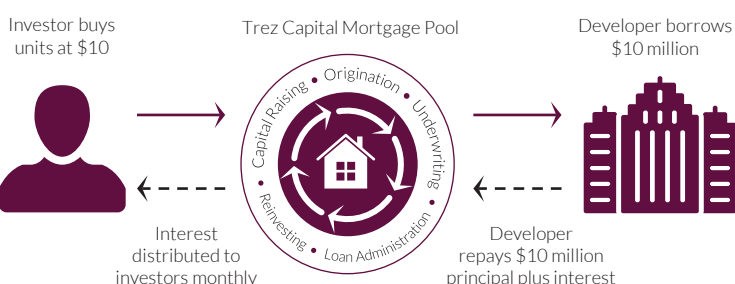 Investor buys
units at $10
Trez Capital Mortgage Pool
Developer borrows
$10 million
Capital Raising • Origination • Underwriting • Loan Administration • Reinvesting •
Interest
distributed to
investors monthly
Developer
repays $10 million
principal plus interest